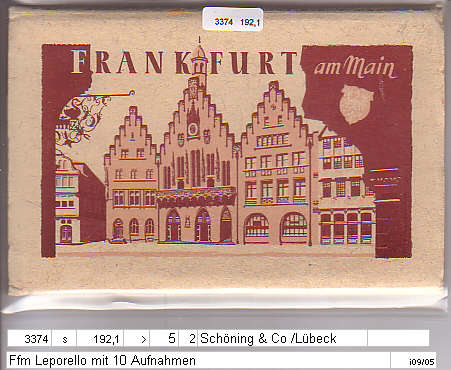 3374 192,1
FRANKFURT am Main
3374 s 192,1 > 5 2 Schöning & Co /Lübeck
Ffm Leporello mit 10 Aufnahmen i09/05